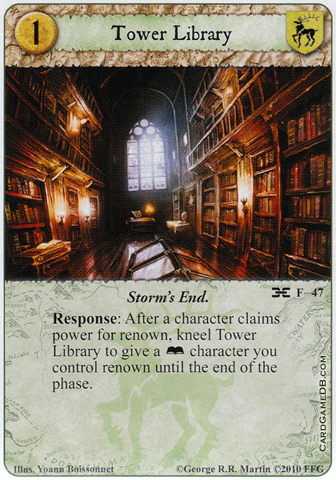 1
Tower Library
Storm's End.
F 47
Response: After a character claims
power for renown, kneel Tower
Library to give a character you
control renown until the end of the
phase.
CARDGAMEDB.COM
Illus. Yoann Boissonnet
©George R.R. Martin ©2010 FFG